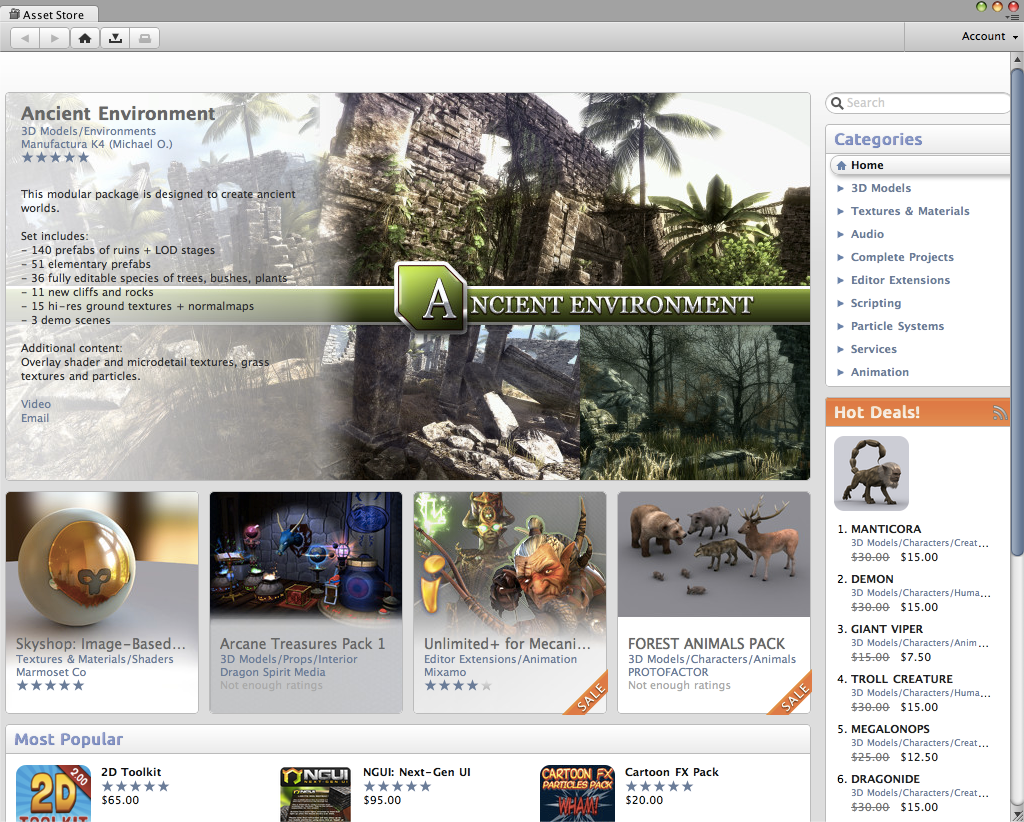 Asset Store
Account
Ancient Environment
3D Models/Environments
Manufactura K4 (Michael O.)
This modular package is designed to create ancient
worlds.
Set includes:
- 140 prefabs of ruins + LOD stages
- 51 elementary prefabs
- 36 fully editable species of trees, bushes, plants
- 11 new cliffs and rocks
- 15 hi-res ground textures + normalmaps
- 3 demo scenes
Additional content:
Overlay shader and microdetail textures, grass
textures and particles.
Video
Email
ANCIENT ENVIRONMENT
Skyshop: Image-Based...
Textures & Materials/Shaders
Marmoset Co
Arcane Treasures Pack 1
3D Models/Props/Interior
Dragon Spirit Media
Not enough ratings
Unlimited+ for Mecani...
Editor Extensions/Animation
Mixamo
SALE
FOREST ANIMALS PACK
3D Models/Characters/Animals
PROTOFACTOR
Not enough ratings
SALE
Most Popular
2D
TOOLKIT
2.00
2D Toolkit
$65.00
NGUI
NEXT-GEN UI
NGUI: Next-Gen UI
$95.00
CARTOON FX
PARTICLES PACK
WHAM!
Cartoon FX Pack
$20.00
Search
Categories
Home
3D Models
Textures & Materials
Audio
Complete Projects
Editor Extensions
Scripting
Particle Systems
Services
Animation
Hot Deals!
1. MANTICORA
3D Models/Characters/Creat...
$30.00 $15.00
2. DEMON
3D Models/Characters/Huma...
$30.00 $15.00
3. GIANT VIPER
3D Models/Characters/Anim...
$15.00 $7.50
4. TROLL CREATURE
3D Models/Characters/Huma...
$30.00 $15.00
5. MEGALONOPS
3D Models/Characters/Creat...
$25.00 $12.50
6. DRAGONIDE
3D Models/Characters/Creat...
$30.00 $15.00